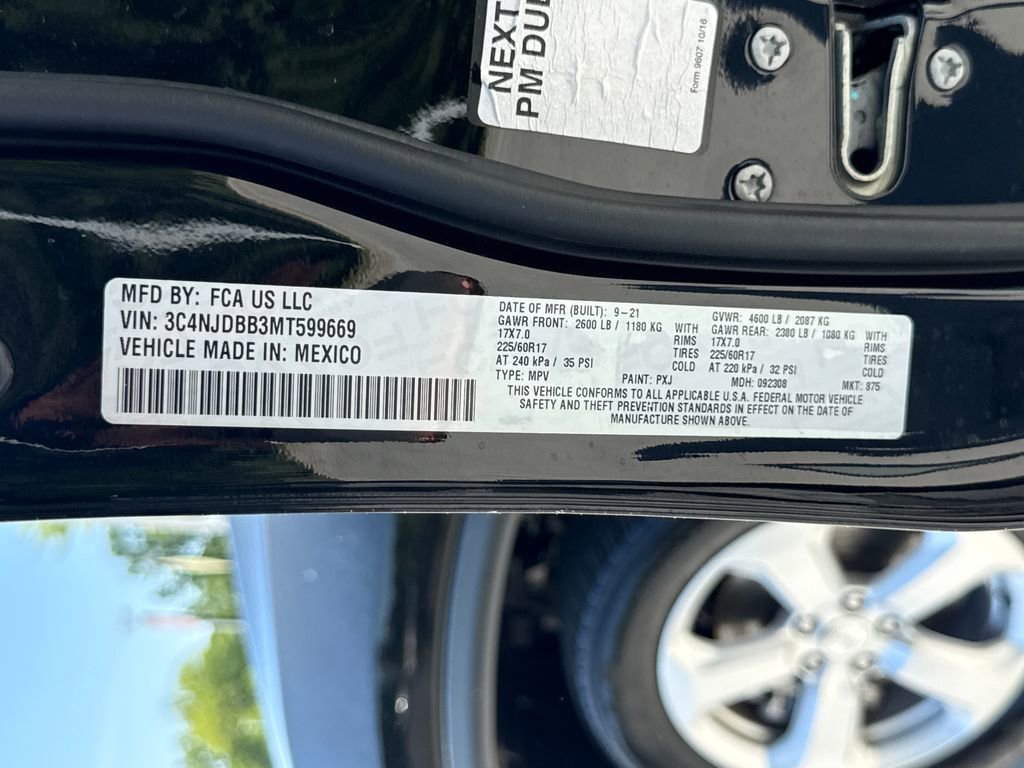 NEXT
PM DUE
Form 9607 10/16
MFD BY: FCA US LLC
VIN: 3C4NJDBB3MT599669
VEHICLE MADE IN: MEXICO
DATE OF MFR (BUILT): 9-21 GVWR: 4600 LB / 2087 KG
GAWR FRONT: 2600 LB / 1180 KG WITH GAWR REAR: 2380 LB / 1080 KG WITH
17X7.0 RIMS 17X7.0 RIMS
225/60R17 TIRES 225/60R17 TIRES
AT 240 kPa / 35 PSI COLD AT 220 kPa / 32 PSI COLD
TYPE: MPV PAINT: PXJ MDH: 092308 MKT: 875
THIS VEHICLE CONFORMS TO ALL APPLICABLE U.S.A. FEDERAL MOTOR VEHICLE
SAFETY AND THEFT PREVENTION STANDARDS IN EFFECT ON THE DATE OF
MANUFACTURE SHOWN ABOVE.